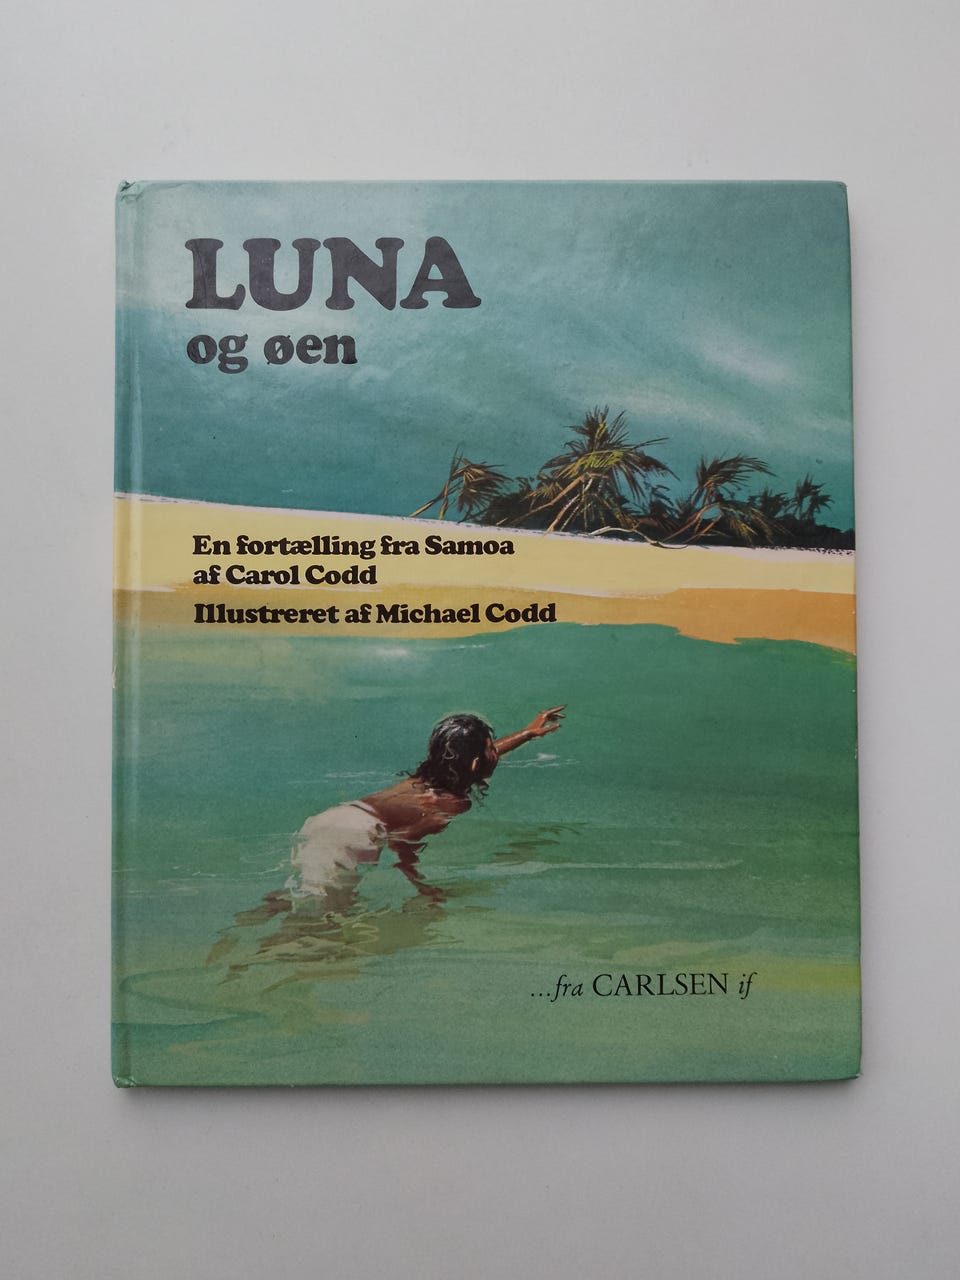 LUNA
og øen
En fortælling fra Samoa
af Carol Codd
Illustreret af Michael Codd
...fra CARLSEN if